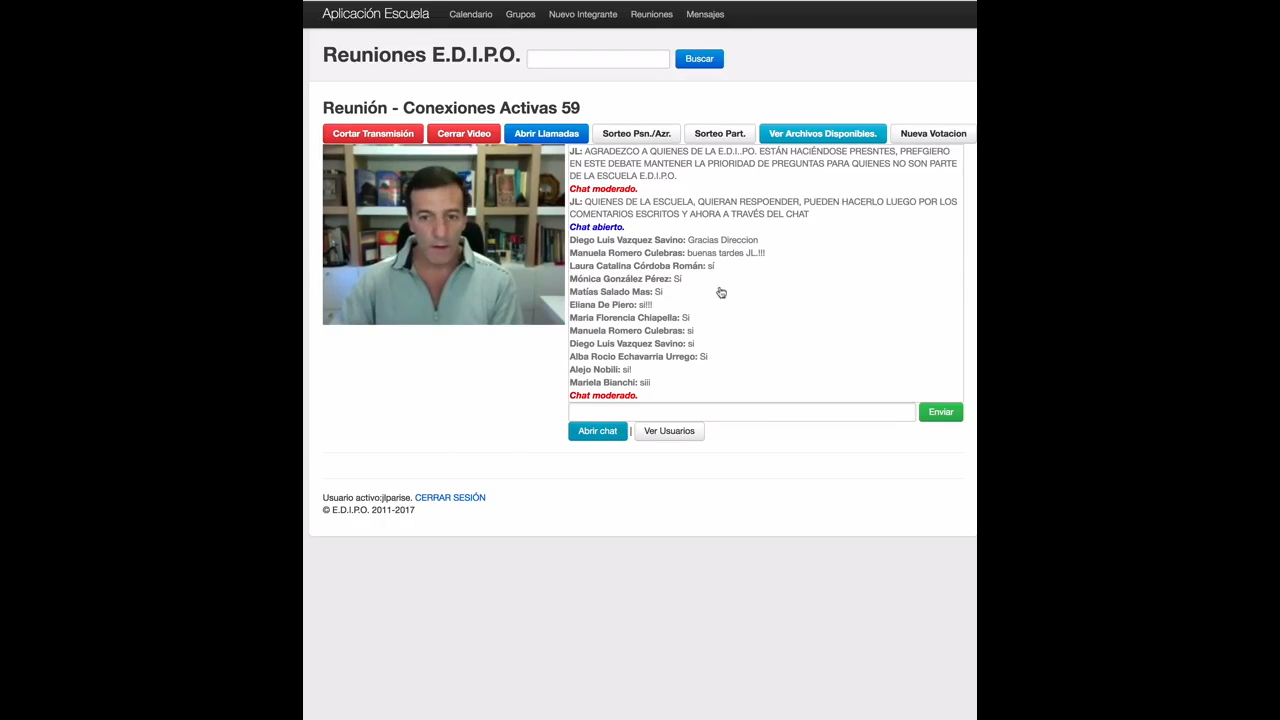 Aplicación Escuela Calendario Grupos Nuevo Integrante Reuniones Mensajes
Reuniones E.D.I.P.O. Buscar
Reunión - Conexiones Activas 59
Cortar Transmisión Cerrar Video Abrir Llamadas Sorteo Psn./Azr. Sorteo Part. Ver Archivos Disponibles. Nueva Votacion
JL: AGRADEZCO A QUIENES DE LA E.D.I..PO. ESTÁN HACIÉNDOSE PRESNTES, PREFGIERO
EN ESTE DEBATE MANTENER LA PRIORIDAD DE PREGUNTAS PARA QUIENES NO SON PARTE
DE LA ESCUELA E.D.I.P.O.
Chat moderado.
JL: QUIENES DE LA ESCUELA, QUIERAN RESPOENDER, PUEDEN HACERLO LUEGO POR LOS
COMENTARIOS ESCRITOS Y AHORA A TRAVÉS DEL CHAT
Chat abierto.
Diego Luis Vazquez Savino: Gracias Direccion
Manuela Romero Culebras: buenas tardes JL.!!!
Laura Catalina Córdoba Román: sí
Mónica González Pérez: Sí
Matías Salado Mas: Si
Eliana De Piero: si!!!
Maria Florencia Chiapella: Si
Manuela Romero Culebras: si
Diego Luis Vazquez Savino: si
Alba Rocio Echavarria Urrego: Si
Alejo Nobili: si!
Mariela Bianchi: siii
Chat moderado.
Enviar
Abrir chat | Ver Usuarios
Usuario activo:jlparise. CERRAR SESIÓN
© E.D.I.P.O. 2011-2017